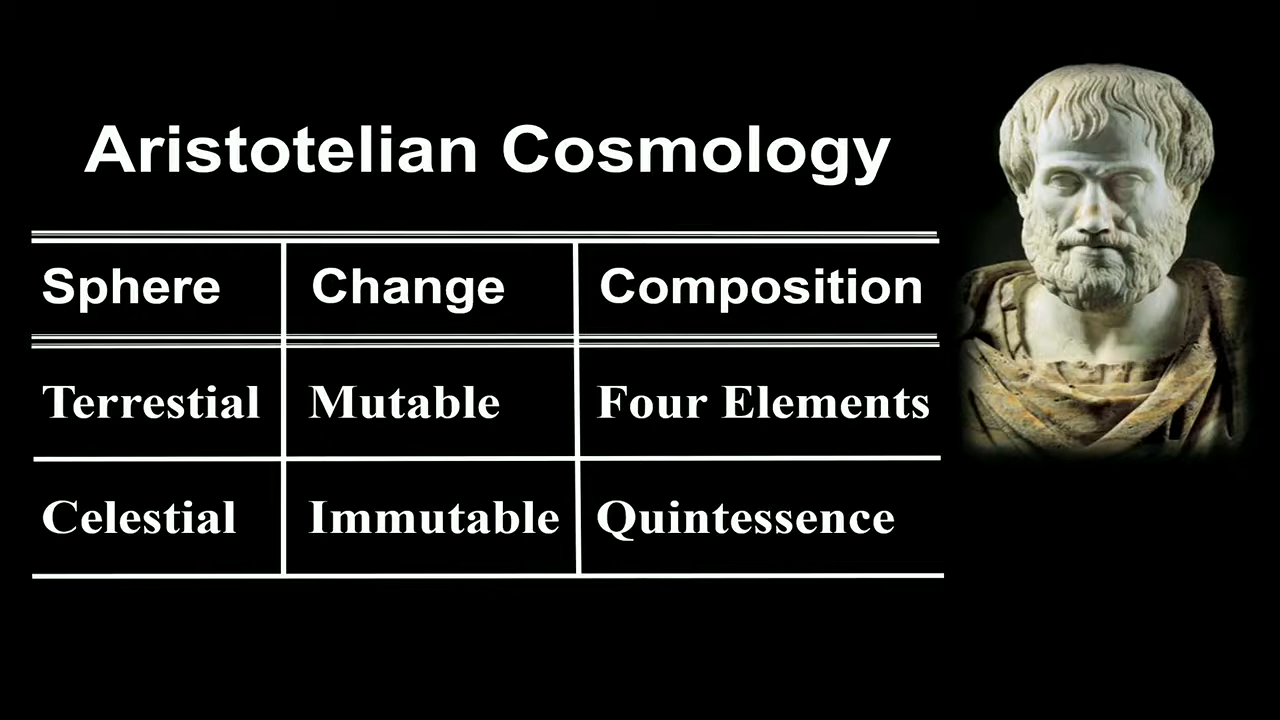 Aristotelian Cosmology
Sphere Change Composition
Terrestial Mutable Four Elements
Celestial Immutable Quintessence